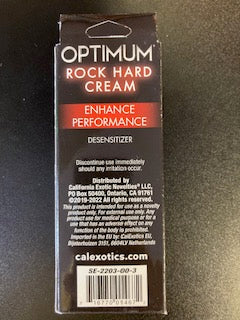 OPTIMUM
ROCK HARD
CREAM
ENHANCE
PERFORMANCE
DESENSITIZER
Discontinue use immediately
should any irritation occur.
Distributed by
California Exotic Novelties® LLC,
PO Box 50400, Ontario, CA 91761
©2019-2022 All Rights Reserved.
This product is intended for use as a novelty
product only. For external use only. Any
product use for medical purposes or for a
use that has an adverse effect on any
function of the body is prohibited.
Imported in the EU by: CalExotics EU,
Bijsterhuizen 3151, 6604LV Netherlands
calexotics.com
SE-2203-00-3